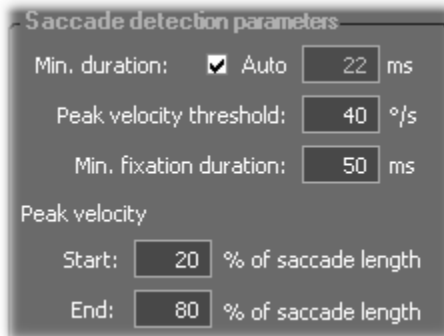 Saccade detection parameters
Min. duration: Auto 22 ms
Peak velocity threshold: 40 °/s
Min. fixation duration: 50 ms
Peak velocity
Start: 20 % of saccade length
End: 80 % of saccade length